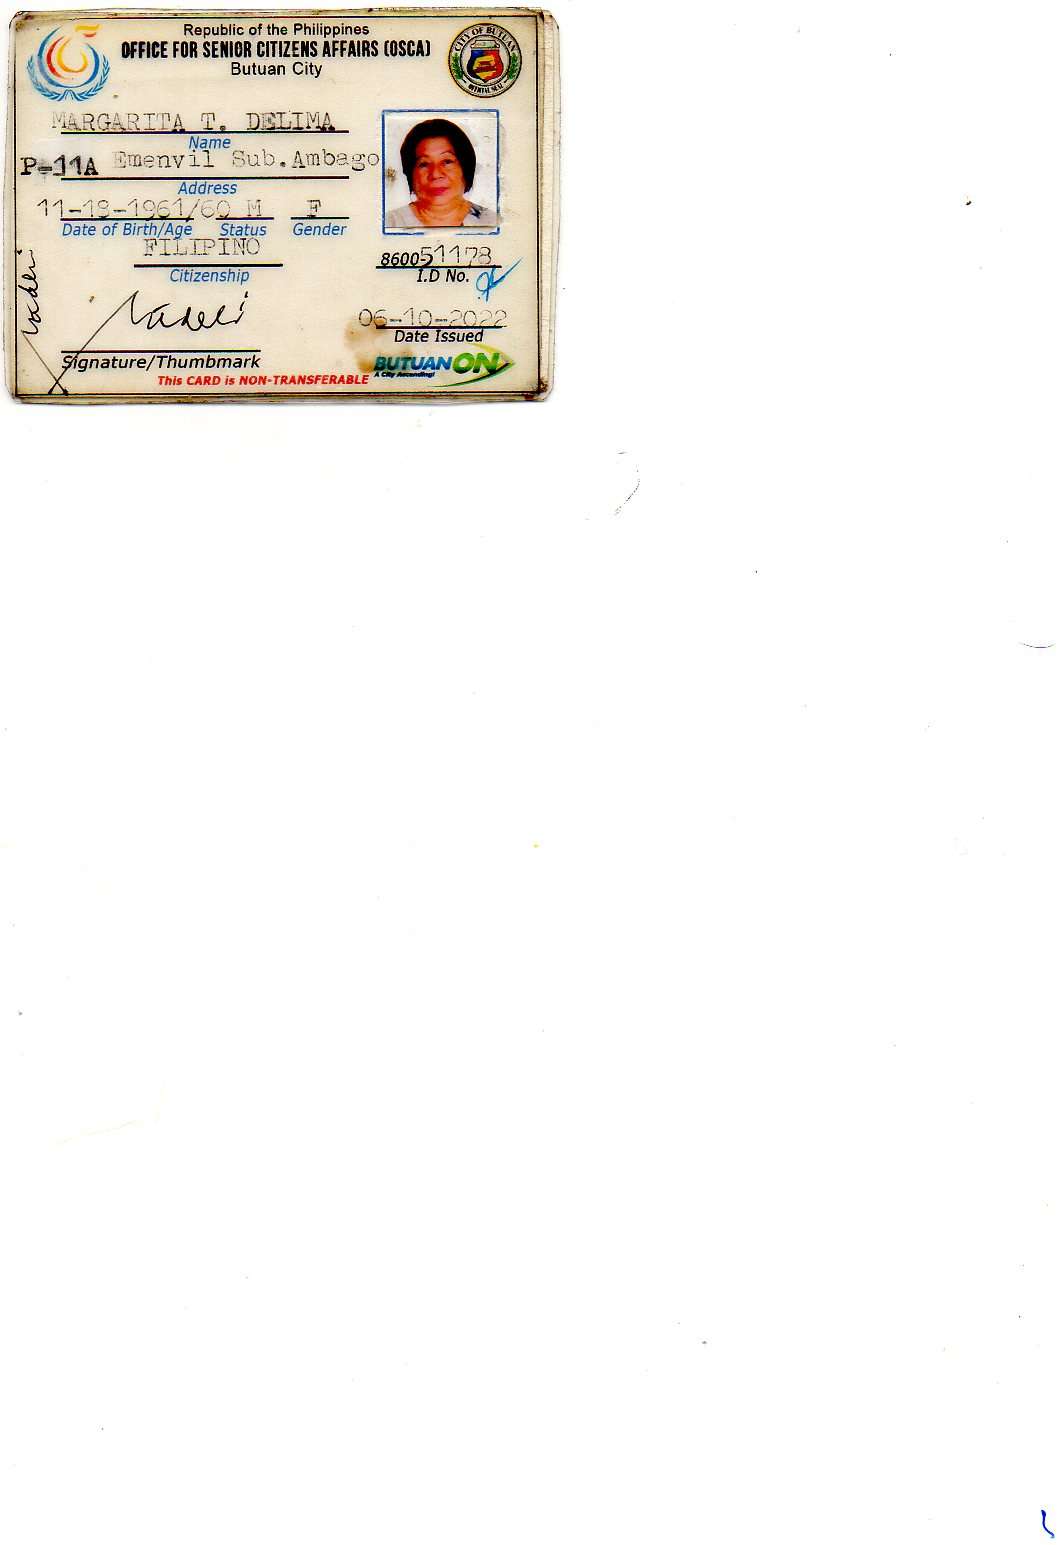 Republic of the Philippines
OFFICE FOR SENIOR CITIZENS AFFAIRS (OSCA)
Butuan City
CITY OF BUTUAN
OFFICIAL SEAL
MARGARITA T. DELIMA
Name
P-11A Emenvil Sub.Ambago
Address
11-18-1961/60 M F
Date of Birth/Age Status Gender
FILIPINO
Citizenship
860051178
I.D No.
06-10-2022
Date Issued
Signature/Thumbmark
BUTUAN ON
A City Ascending!
This CARD is NON-TRANSFERABLE